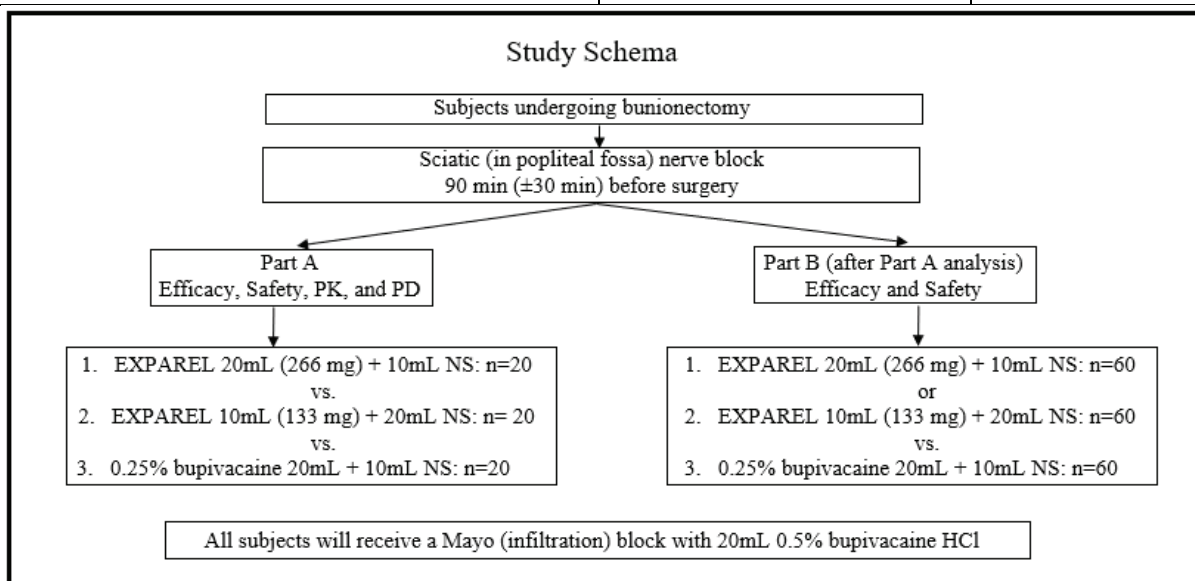 Study Schema
Subjects undergoing bunionectomy
Sciatic (in popliteal fossa) nerve block
90 min (±30 min) before surgery
Part A
Efficacy, Safety, PK, and PD
Part B (after Part A analysis)
Efficacy and Safety
1. EXPAREL 20mL (266 mg) + 10mL NS: n=20
vs.
2. EXPAREL 10mL (133 mg) + 20mL NS: n= 20
vs.
3. 0.25% bupivacaine 20mL + 10mL NS: n=20
1. EXPAREL 20mL (266 mg) + 10mL NS: n=60
or
2. EXPAREL 10mL (133 mg) + 20mL NS: n=60
vs.
3. 0.25% bupivacaine 20mL + 10mL NS: n=60
All subjects will receive a Mayo (infiltration) block with 20mL 0.5% bupivacaine HCl